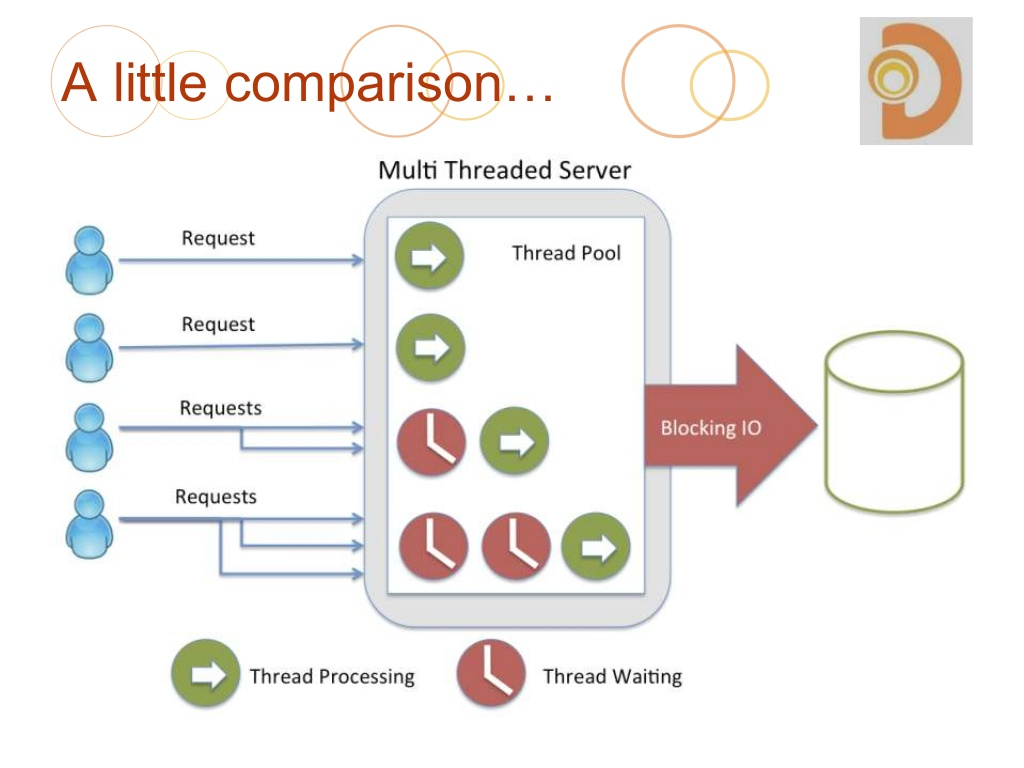 A little comparison…
Multi Threaded Server
Request
Thread Pool
Request
Requests
Blocking IO
Requests
Thread Processing
Thread Waiting